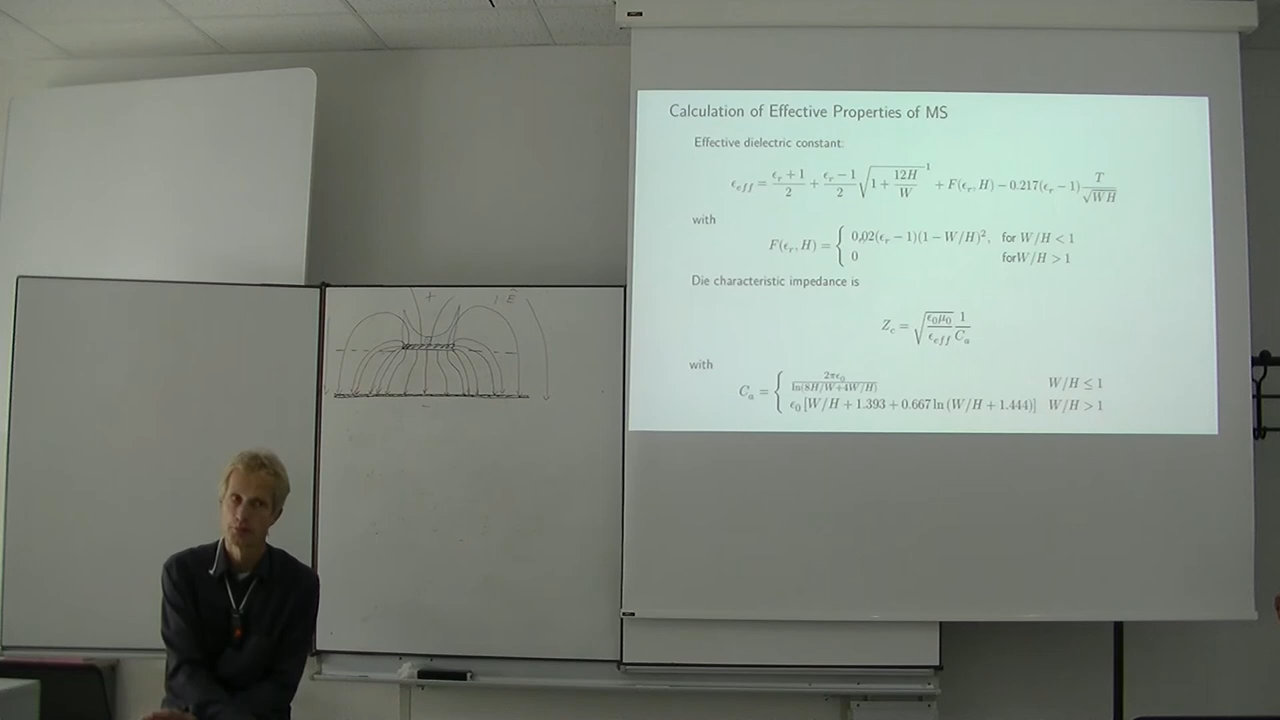 + | E
-
Calculation of Effective Properties of MS
Effective dielectric constant:
ϵ_eff = (ϵ_r + 1)/2 + (ϵ_r − 1)/2 √(1 + 12H/W)^1 + F(ϵ_r, H) − 0.217(ϵ_r − 1) T/√(WH)
with
F(ϵ_r, H) = { 0,02(ϵ_r − 1)(1 − W/H)², for W/H < 1
0 forW/H > 1
Die characteristic impedance is
Z_c = √(ϵ_0μ_0/ϵ_eff) 1/C_a
with
C_a = { 2πϵ_0/ln(8H/W+4W/H) W/H ≤ 1
ϵ_0 [W/H + 1.393 + 0.667 ln (W/H + 1.444)] W/H > 1